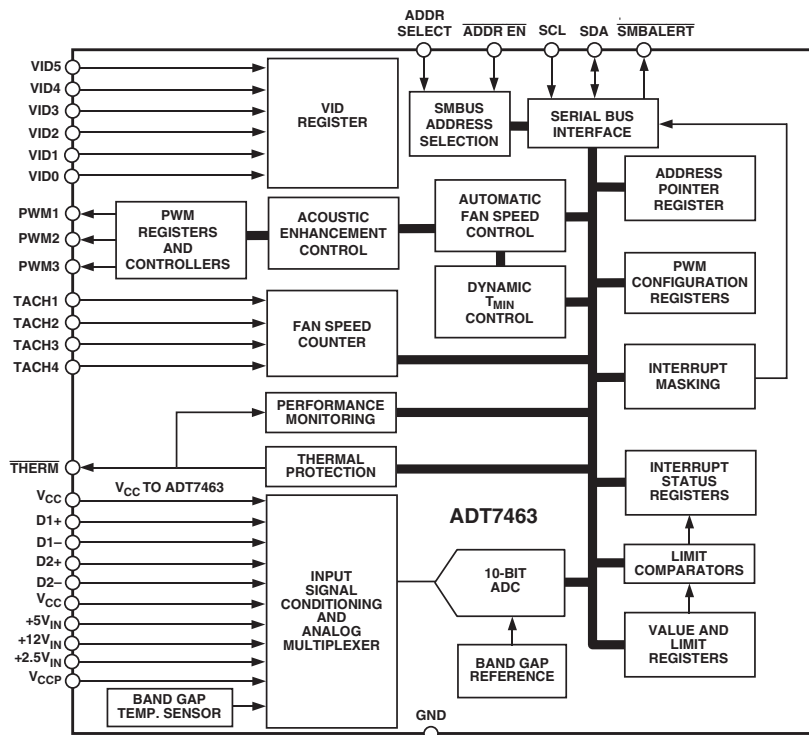 ADDR
SELECT
ADDR EN
SCL
SDA
SMBALERT
VID5
VID4
VID3
VID2
VID1
VID0
VID
REGISTER
SMBUS
ADDRESS
SELECTION
SERIAL BUS
INTERFACE
ADDRESS
POINTER
REGISTER
PWM1
PWM2
PWM3
PWM
REGISTERS
AND
CONTROLLERS
ACOUSTIC
ENHANCEMENT
CONTROL
AUTOMATIC
FAN SPEED
CONTROL
DYNAMIC
TMIN
CONTROL
PWM
CONFIGURATION
REGISTERS
TACH1
TACH2
TACH3
TACH4
FAN SPEED
COUNTER
INTERRUPT
MASKING
PERFORMANCE
MONITORING
THERM
THERMAL
PROTECTION
INTERRUPT
STATUS
REGISTERS
VCC TO ADT7463
ADT7463
VCC
D1+
D1–
D2+
D2–
VCC
+5VIN
+12VIN
+2.5VIN
VCCP
INPUT
SIGNAL
CONDITIONING
AND
ANALOG
MULTIPLEXER
10-BIT
ADC
LIMIT
COMPARATORS
VALUE AND
LIMIT
REGISTERS
BAND GAP
REFERENCE
BAND GAP
TEMP. SENSOR
GND